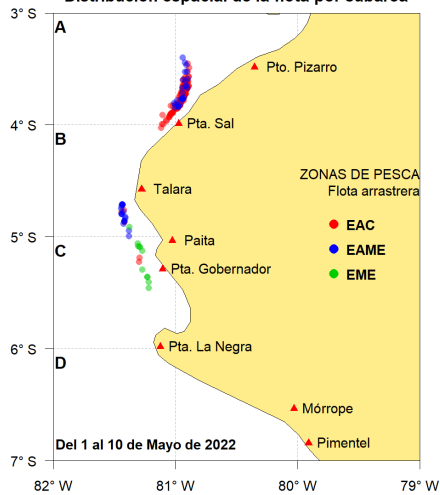 Distribución espacial de la flota por subárea
3° S
A
Pto. Pizarro
4° S
Pta. Sal
B
ZONAS DE PESCA
Talara
Flota arrastrera
EAC
5° S
Paita
C
EAME
Pta. Gobernador
EME
6° S
Pta. La Negra
D
Mórrope
Del 1 al 10 de Mayo de 2022
Pimentel
7° S
82° W
81° W
80° W
79° W